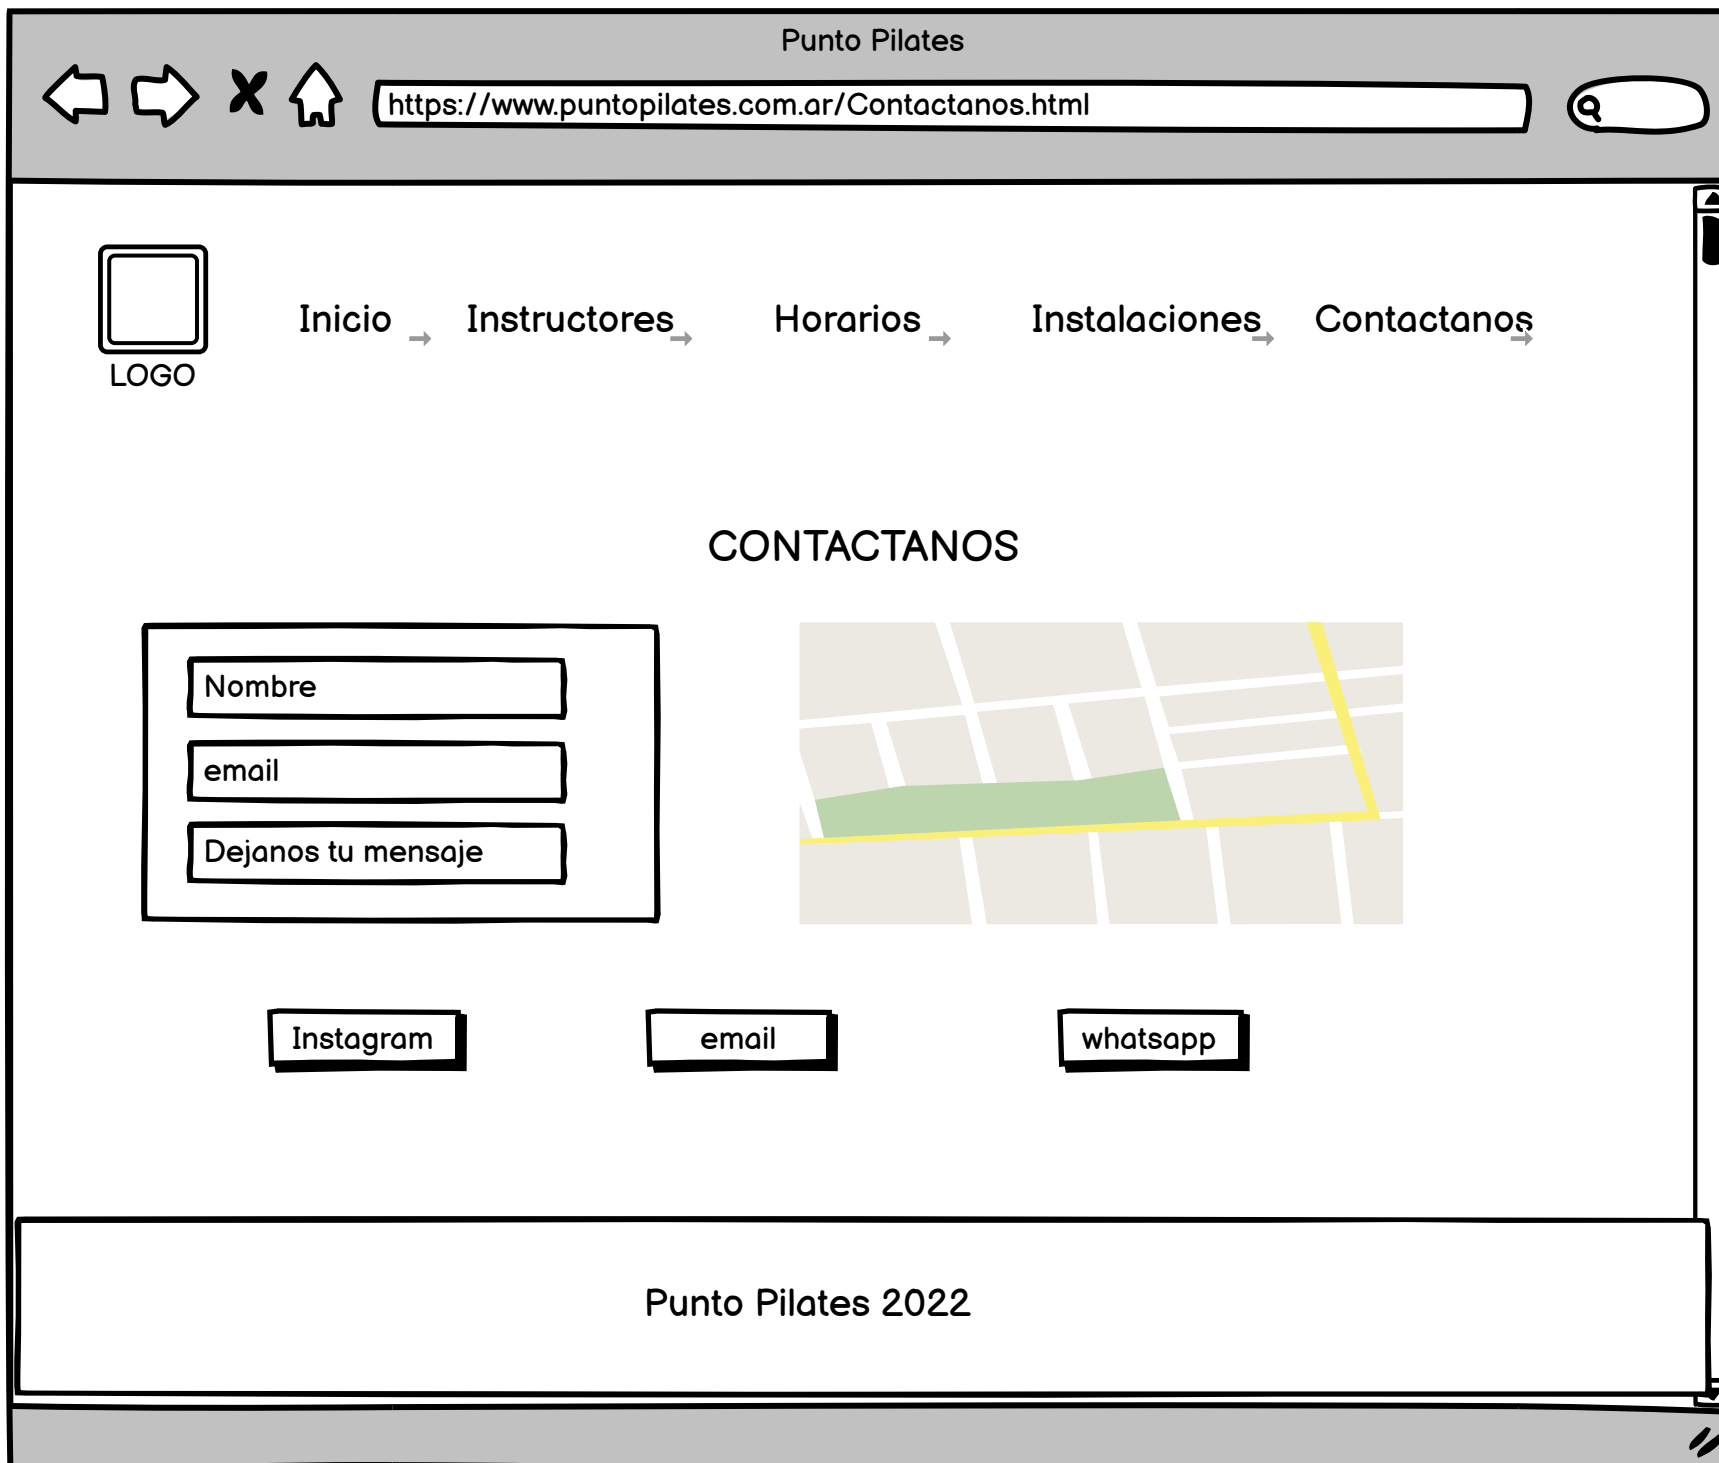 Punto Pilates
https://www.puntopilates.com.ar/Contactanos.html
Inicio Instructores Horarios Instalaciones Contactanos
LOGO
CONTACTANOS
Nombre
email
Dejanos tu mensaje
Instagram email whatsapp
Punto Pilates 2022